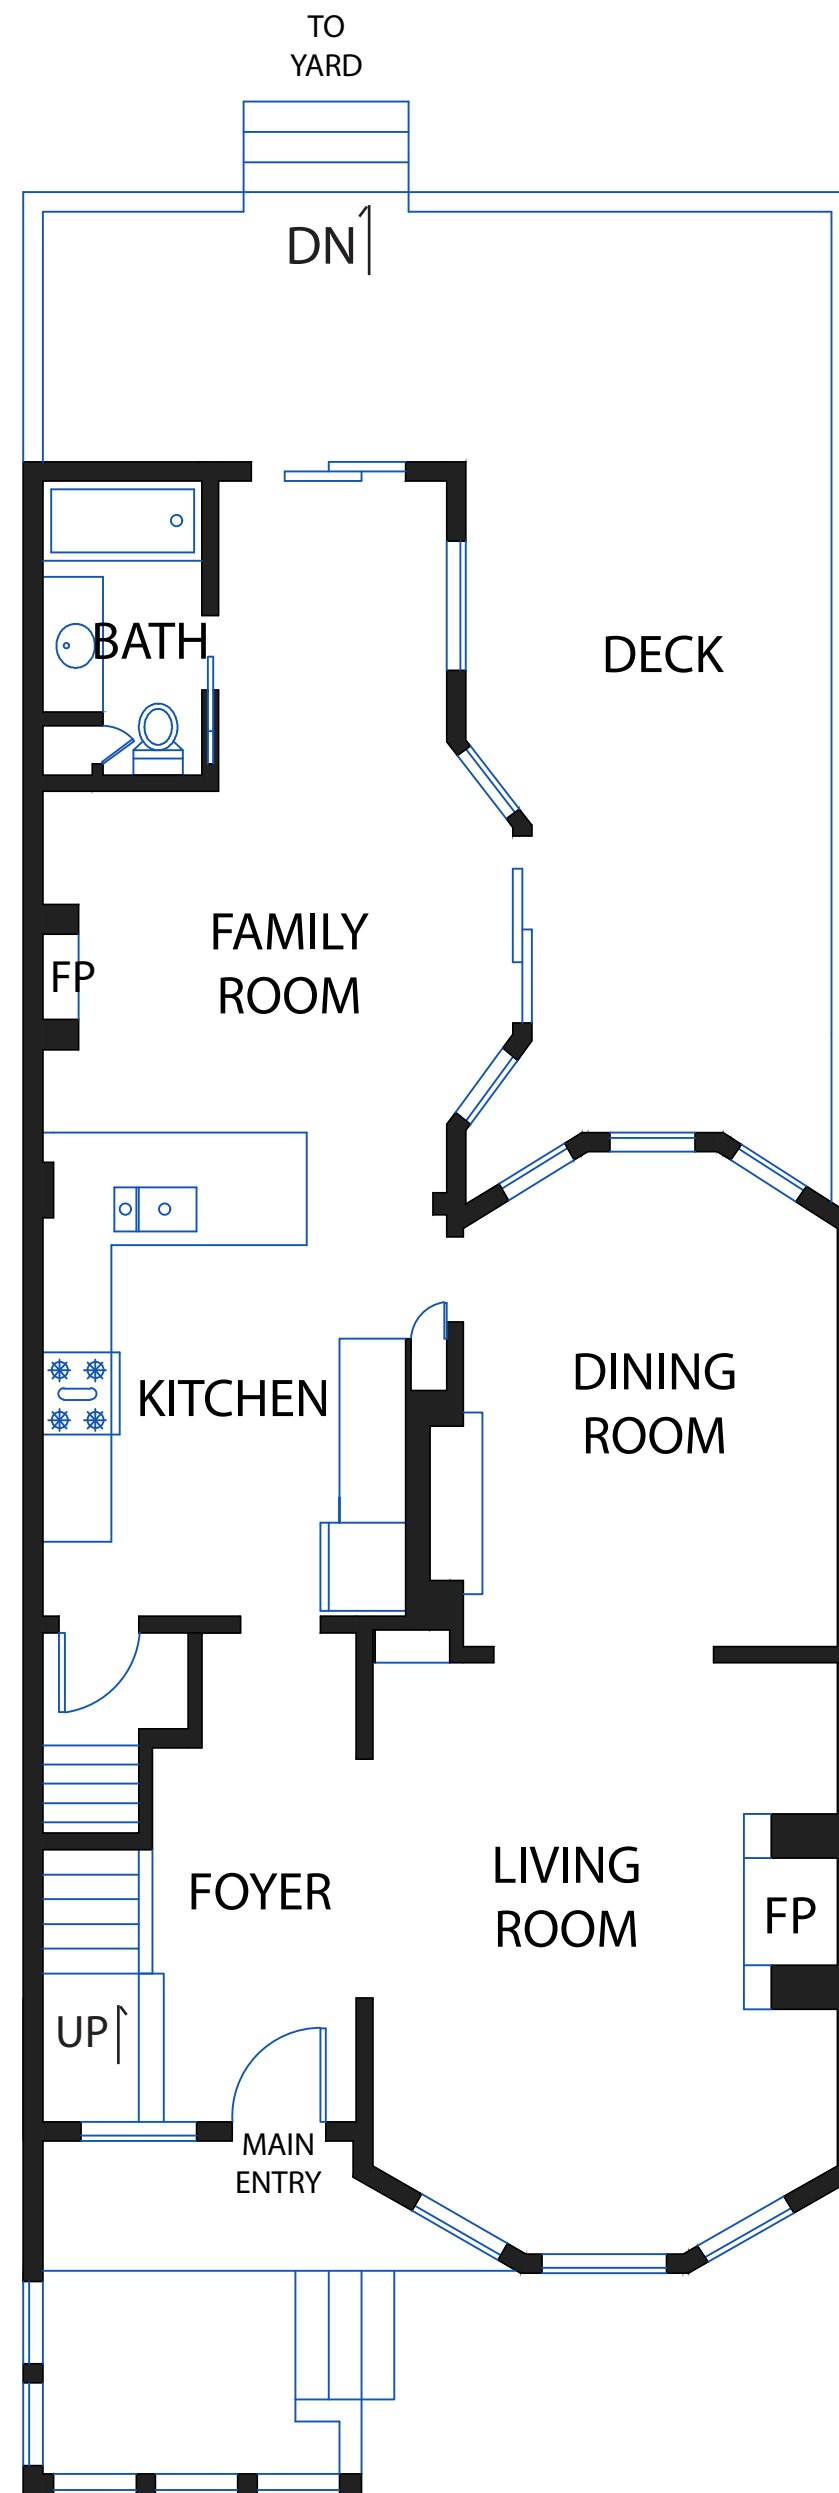 TO
YARD
DN
BATH
DECK
FAMILY
ROOM
FP
KITCHEN
DINING
ROOM
FOYER
LIVING
ROOM
FP
UP
MAIN
ENTRY